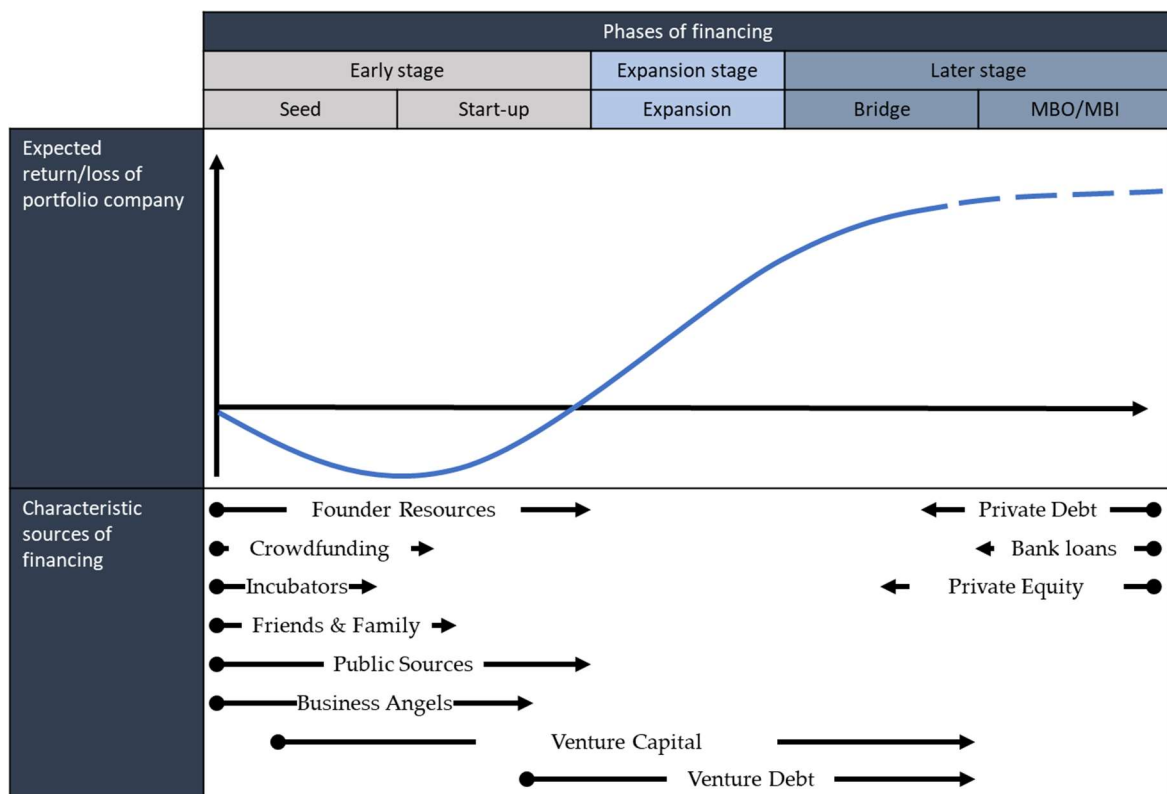 Phases of financing
Early stage
Expansion stage
Later stage
Seed
Start-up
Expansion
Bridge
MBO/MBI
Expected
return/loss of
portfolio company
Characteristic
sources of
financing
Founder Resources
Private Debt
Crowdfunding
Bank loans
Incubators
Private Equity
Friends & Family
Public Sources
Business Angels
Venture Capital
Venture Debt